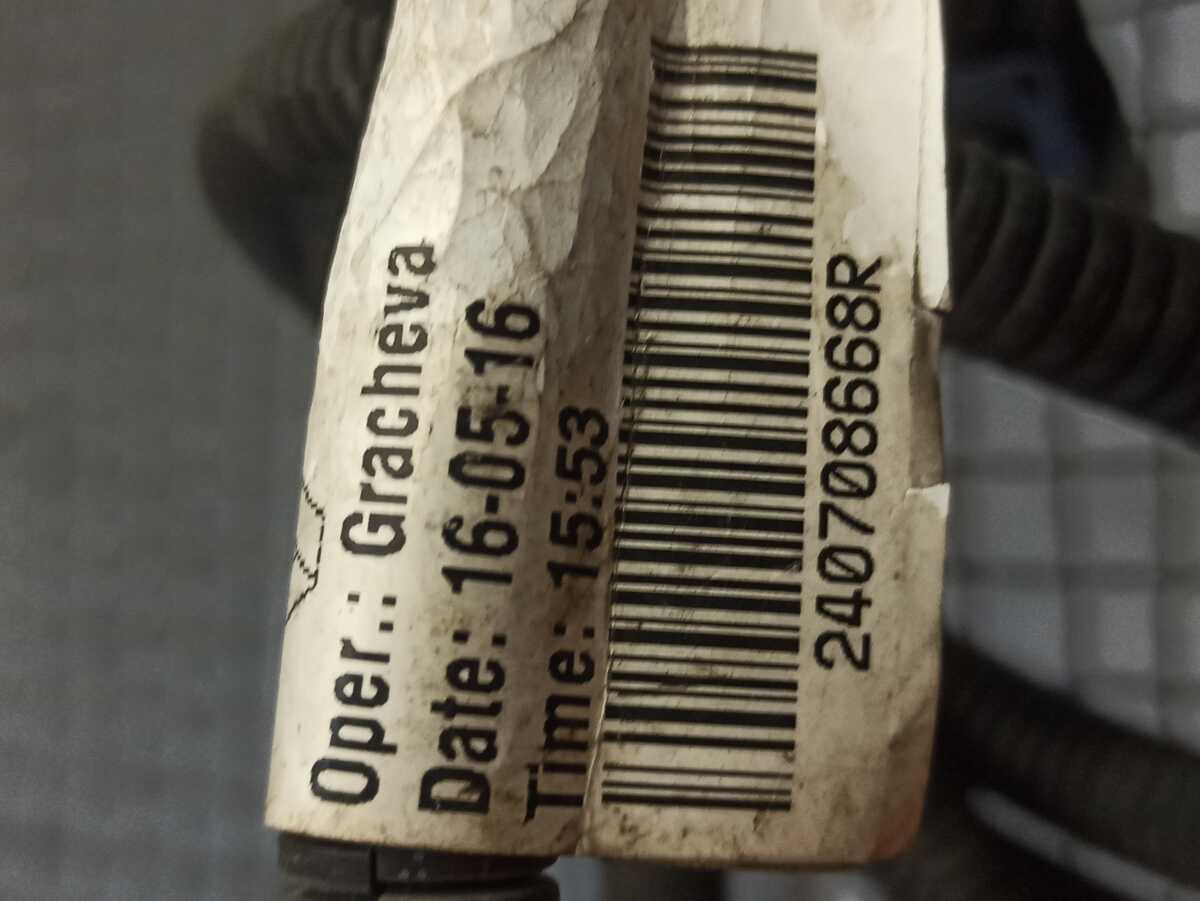 Oper.: Gracheva
Date: 16-05-16
Time: 15:53
240708668R